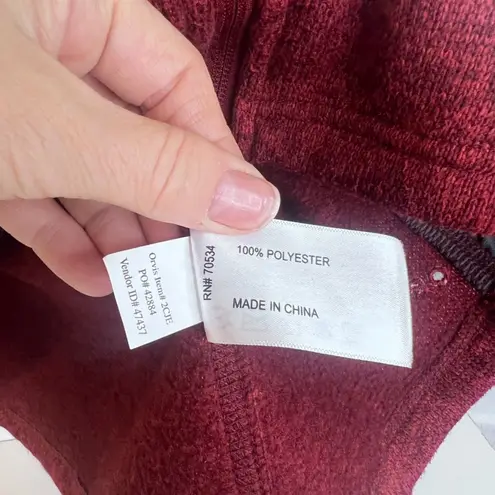 Orvis Item# 2CJE
PO# 42884
Vendor ID# 47437
RN# 70534
100% POLYESTER
MADE IN CHINA